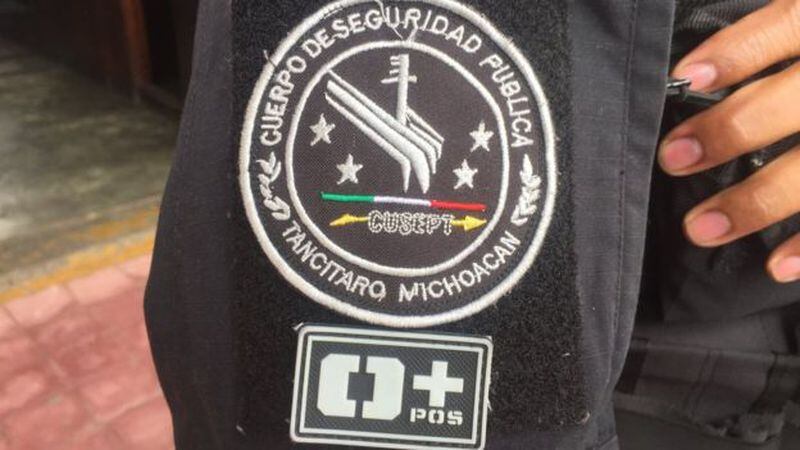 CUERPO DE SEGURIDAD PUBLICA
CUSEPT
TANCITARO, MICHOACAN
O+
POS